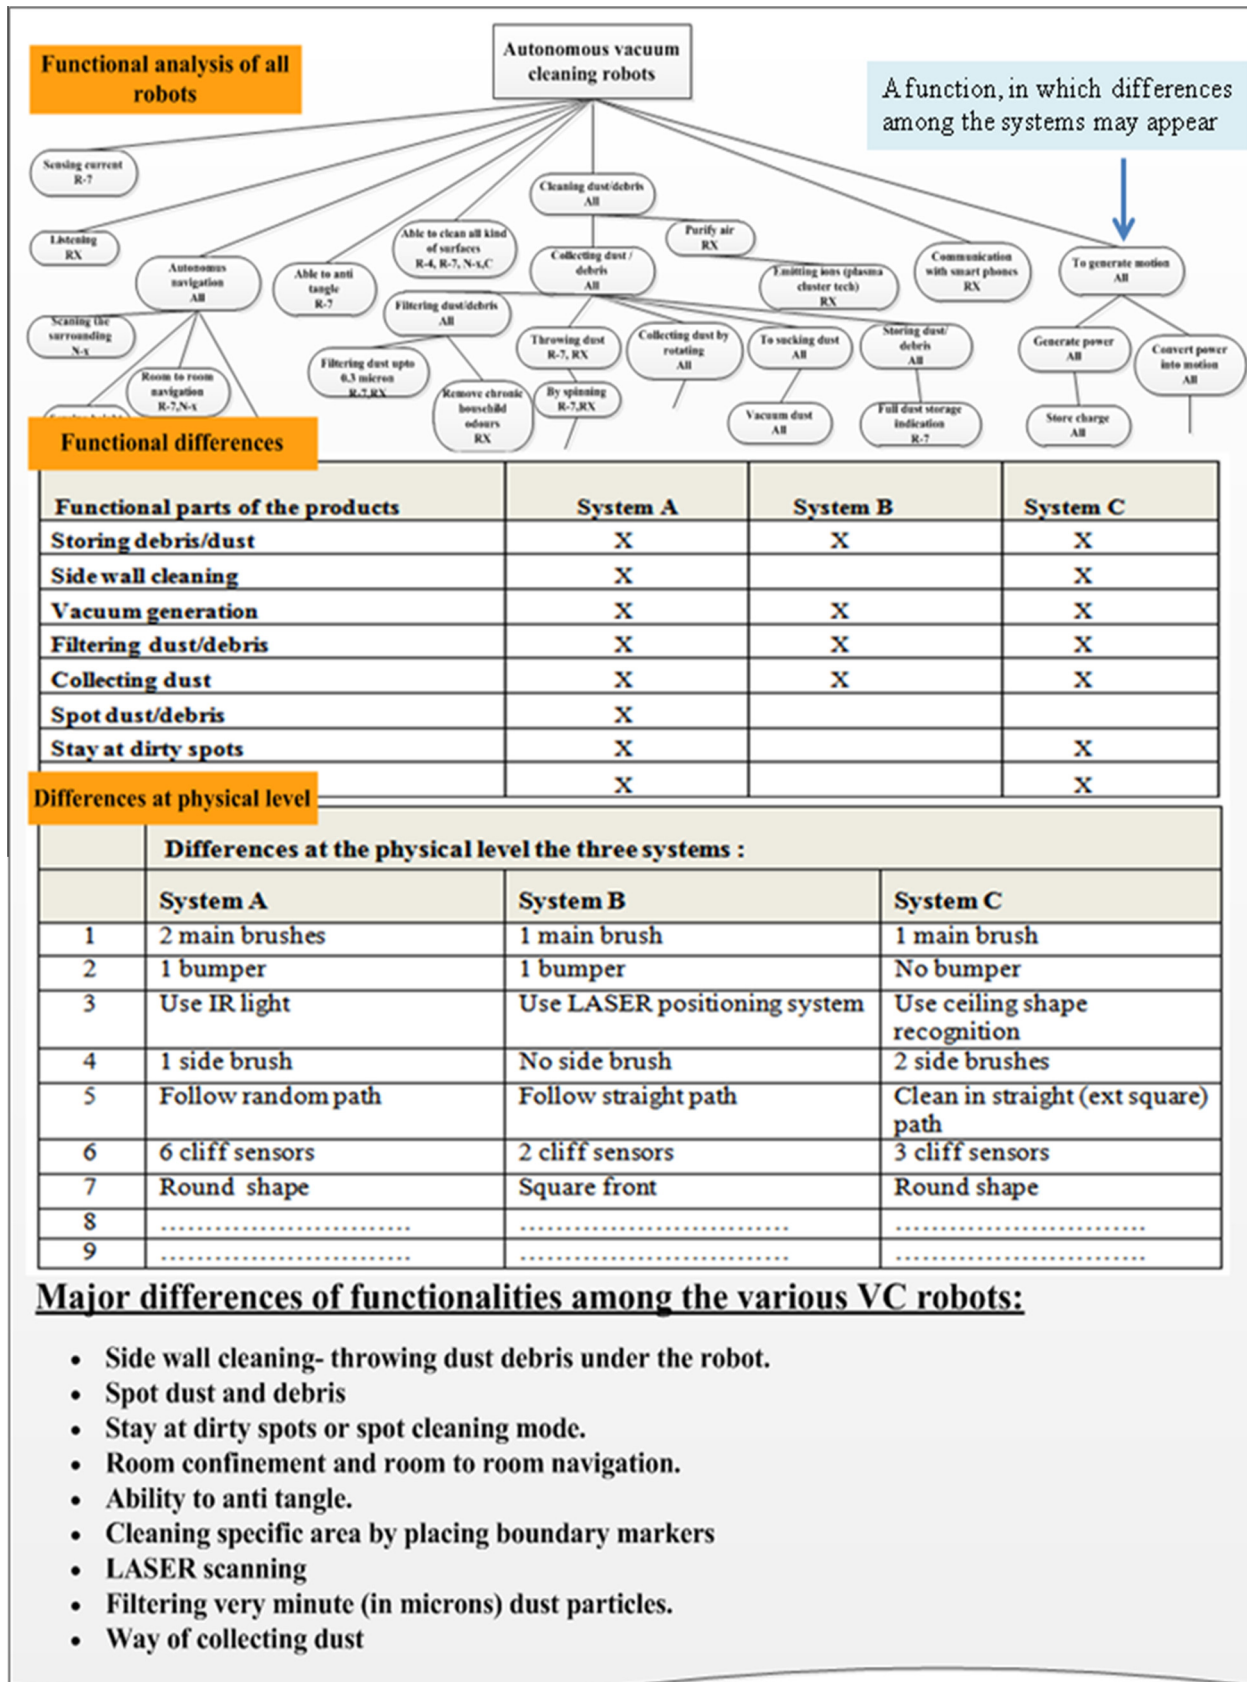 Functional analysis of all
robots
Autonomous vacuum
cleaning robots
A function, in which differences
among the systems may appear
Sensing current
R-7
Listening
RX
Autonomus
navigation
All
Scaning the
surrounding
N-x
Room to room
navigation
R-7,N-x
Able to anti
tangle
R-7
Able to clean all kind
of surfaces
R-4, R-7, N-x,C
Cleaning dust/debris
All
Collecting dust /
debris
All
Purify air
RX
Emitting ions (plasma
cluster tech)
RX
Communication
with smart phones
RX
To generate motion
All
Filtering dust/debris
All
Filtering dust upto
0.3 micron
R-7,RX
Remove chronic
househild
odours
RX
Throwing dust
R-7, RX
By spinning
R-7,RX
Collecting dust by
rotating
All
To sucking dust
All
Vacuum dust
All
Storing dust/
debris
All
Full dust storage
indication
R-7
Generate power
All
Store charge
All
Convert power
into motion
All
Functional differences
Functional parts of the products System A System B System C
Storing debris/dust X X X
Side wall cleaning X X
Vacuum generation X X X
Filtering dust/debris X X X
Collecting dust X X X
Spot dust/debris X
Stay at dirty spots X X
X X
Differences at physical level
Differences at the physical level the three systems :
System A System B System C
1 2 main brushes 1 main brush 1 main brush
2 1 bumper 1 bumper No bumper
3 Use IR light Use LASER positioning system Use ceiling shape
recognition
4 1 side brush No side brush 2 side brushes
5 Follow random path Follow straight path Clean in straight (ext square)
path
6 6 cliff sensors 2 cliff sensors 3 cliff sensors
7 Round shape Square front Round shape
8 ............................ .............................. ............................
9 ............................ .............................. ............................
Major differences of functionalities among the various VC robots:
• Side wall cleaning- throwing dust debris under the robot.
• Spot dust and debris
• Stay at dirty spots or spot cleaning mode.
• Room confinement and room to room navigation.
• Ability to anti tangle.
• Cleaning specific area by placing boundary markers
• LASER scanning
• Filtering very minute (in microns) dust particles.
• Way of collecting dust